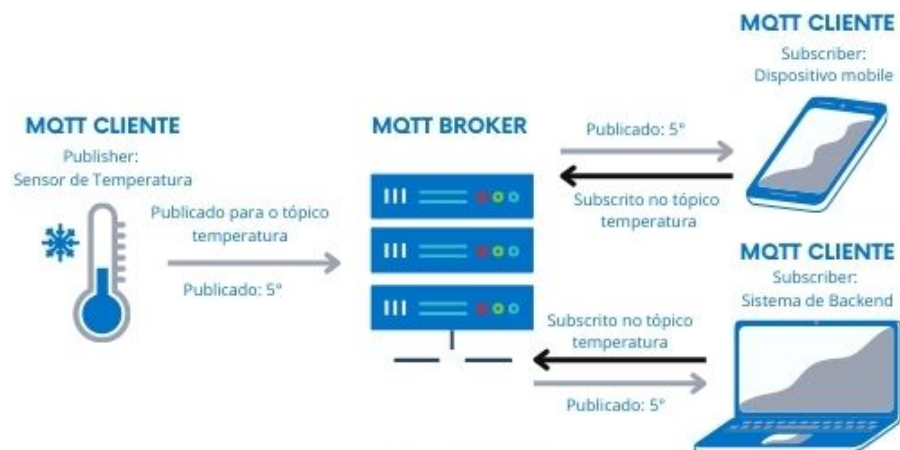 MQTT CLIENTE
Publisher:
Sensor de Temperatura
Publicado para o tópico
temperatura
Publicado: 5°
MQTT BROKER
Publicado: 5°
Subscrito no tópico
temperatura
MQTT CLIENTE
Subscriber:
Dispositivo mobile
Subscrito no tópico
temperatura
Publicado: 5°
MQTT CLIENTE
Subscriber:
Sistema de Backend